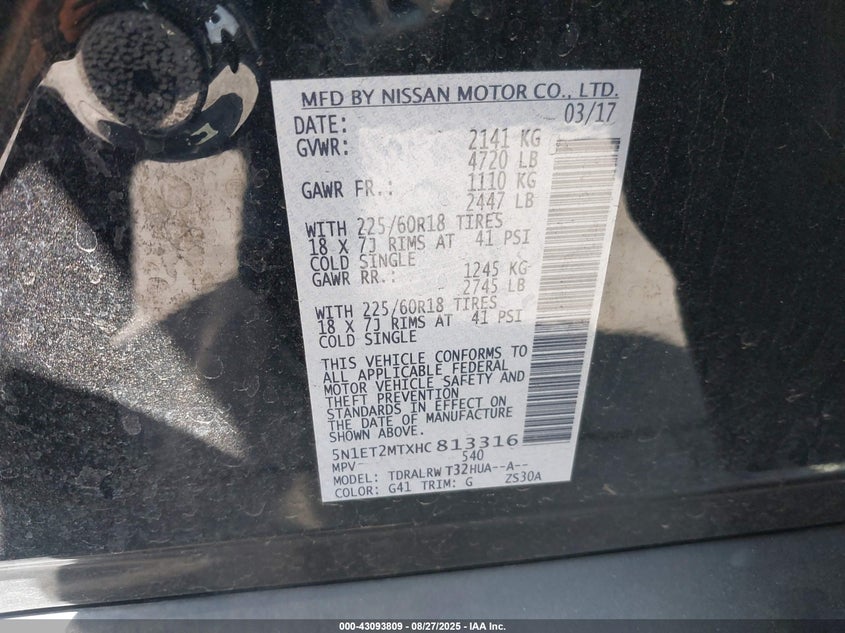 MFD BY NISSAN MOTOR CO., LTD.
DATE: 03/17
GVWR: 2141 KG
4720 LB
GAWR FR.: 1110 KG
2447 LB
WITH 225/60R18 TIRES
18 X 7J RIMS AT 41 PSI
COLD SINGLE
GAWR RR.: 1245 KG
2745 LB
WITH 225/60R18 TIRES
18 X 7J RIMS AT 41 PSI
COLD SINGLE
THIS VEHICLE CONFORMS TO
ALL APPLICABLE FEDERAL
MOTOR VEHICLE SAFETY AND
THEFT PREVENTION
STANDARDS IN EFFECT ON
THE DATE OF MANUFACTURE
SHOWN ABOVE.
5N1ET2MTXHC 813316
MPV 540
MODEL: TDRALRW T32HUA--A--
COLOR: G41 TRIM: G ZS30A
000-43093809 - 08/27/2025 - IAA Inc.